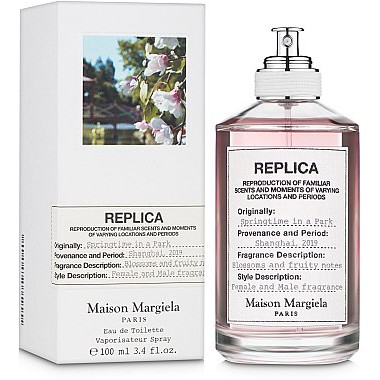 REPLICA
REPRODUCTION OF FAMILIAR
SCENTS AND MOMENTS
OF VARYING LOCATIONS AND PERIODS
Originally: Springtime in a Park
Provenance and Period: Shanghai, 2019
Fragrance Description: Blossoms and fruity n
Style Description: Female and Male fragranc
Maison Margiela
PARIS
Eau de Toilette
Vaporisateur Spray
e 100 ml 3.4 fl.oz.
REPLICA
REPRODUCTION OF FAMILIAR
SCENTS AND MOMENTS OF VARYING
LOCATIONS AND PERIODS
Originally:
Springtime in a Park
Provenance and Period:
Shanghai, 2019
Fragrance Description:
Blossoms and fruity notes
Style Description:
Female and Male fragrance
Maison Margiela
PARIS